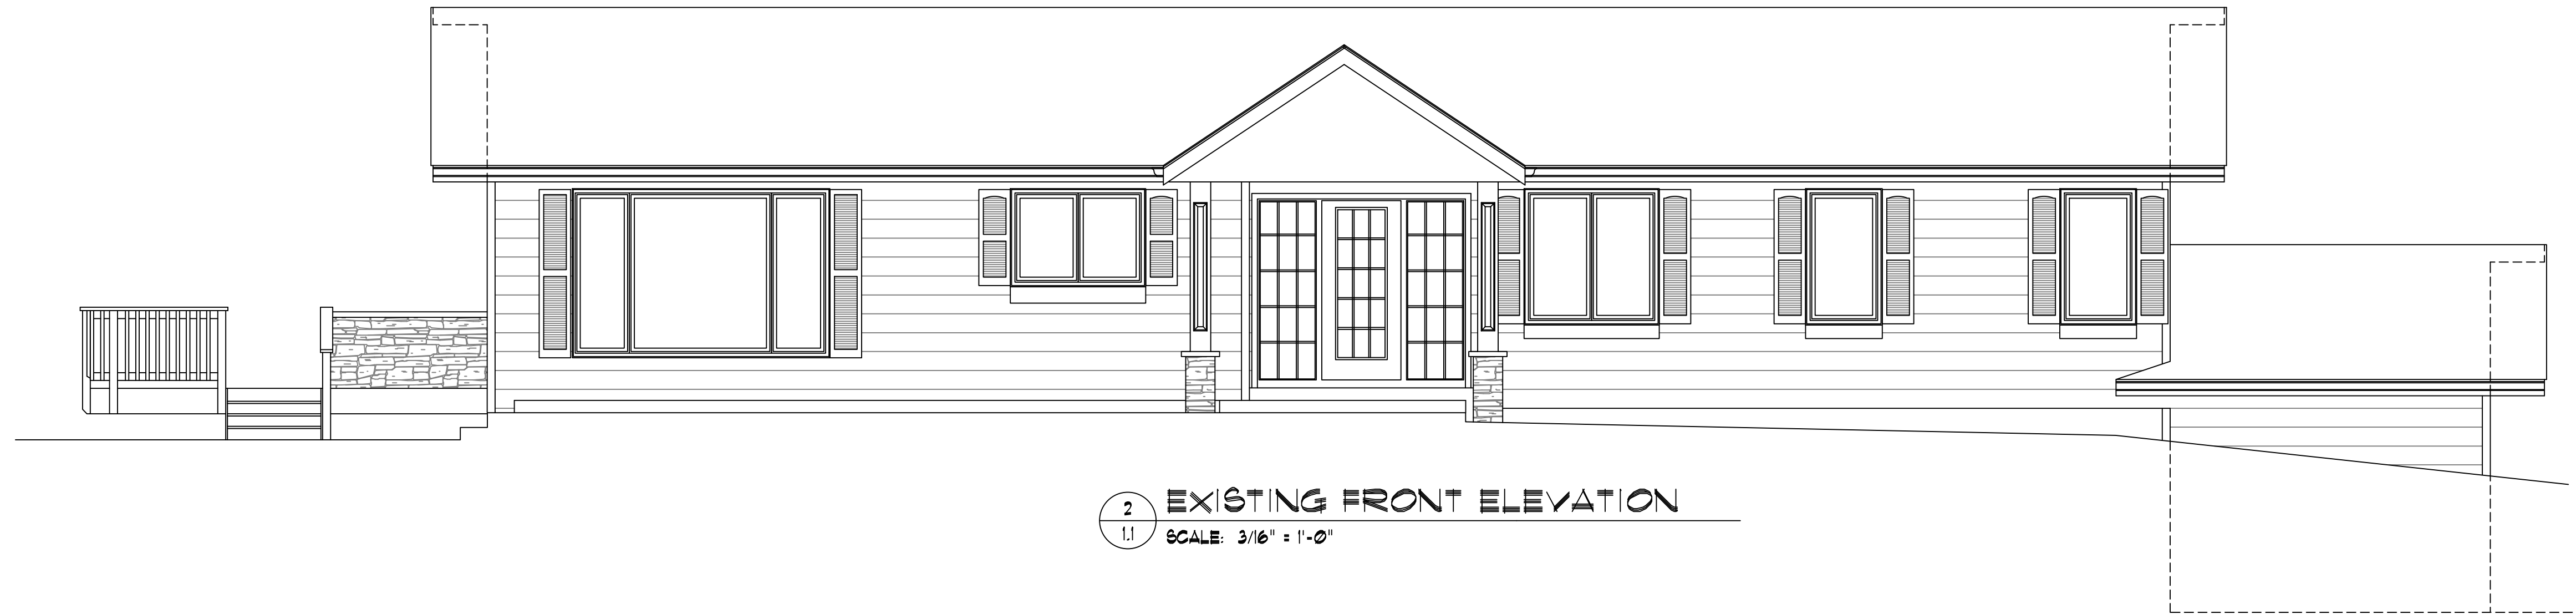 2
1.1
EXISTING FRONT ELEVATION
SCALE: 3/16" = 1'-0"